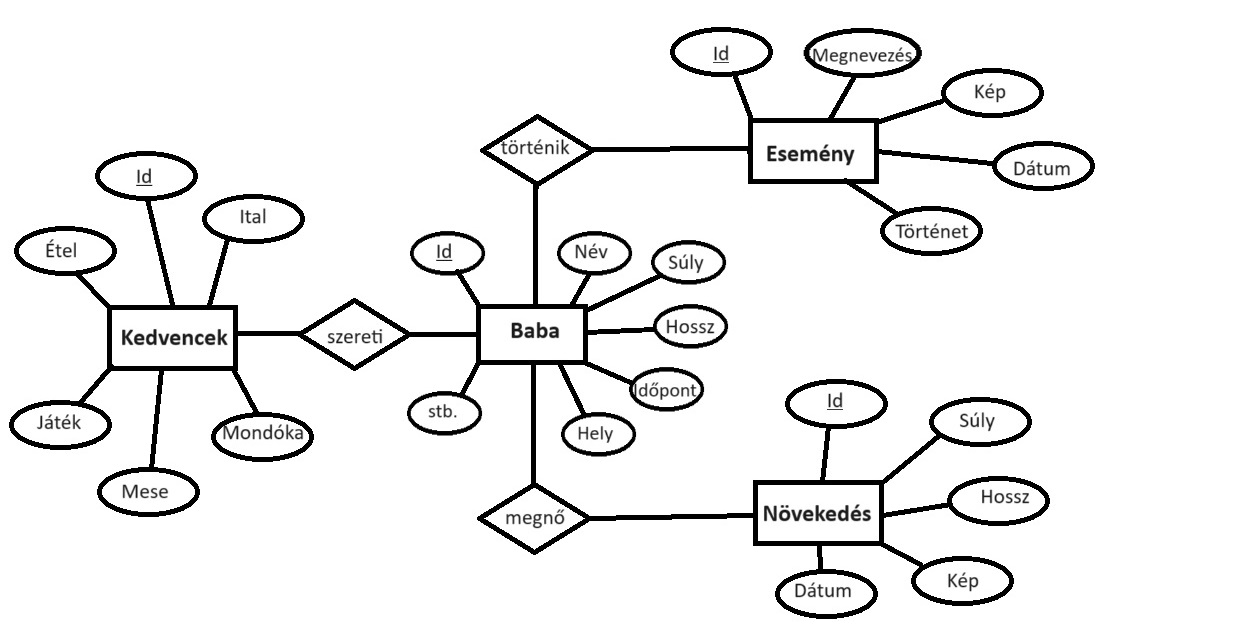 Id
Megnevezés
Kép
történik
Esemény
Dátum
Történet
Id
Ital
Étel
Id
Név
Súly
Kedvencek
szereti
Baba
Hossz
Időpont
Játék
Mondóka
stb.
Hely
Mese
Id
Súly
Hossz
megnő
Növekedés
Kép
Dátum